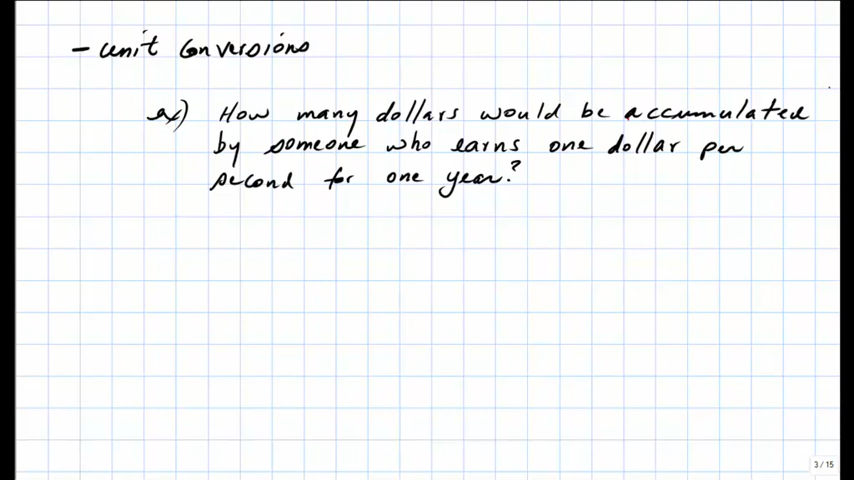 - unit conversions
ex) How many dollars would be accumulated
by someone who earns one dollar per
second for one year?
3 / 15